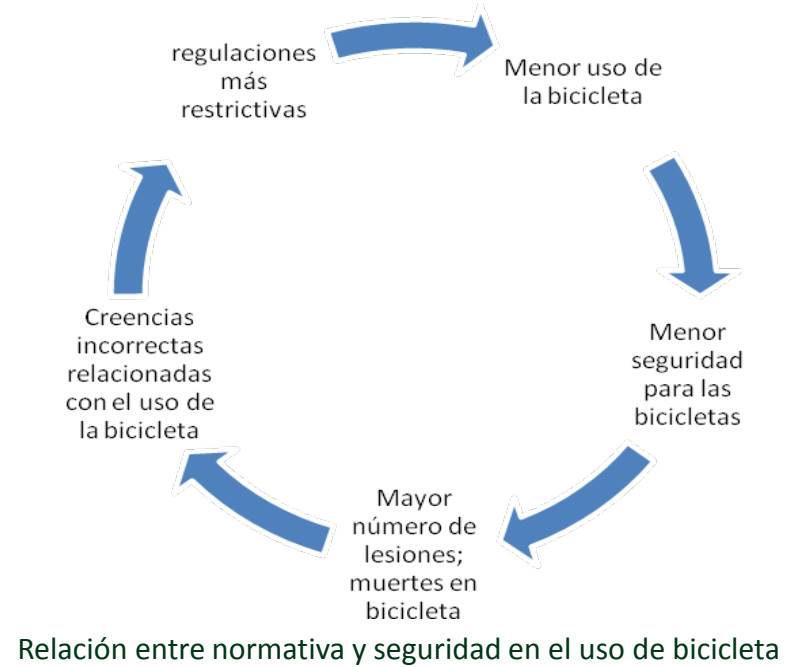 regulaciones
más
restrictivas
Menor uso de
la bicicleta
Menor
seguridad
para las
bicicletas
Mayor
número de
lesiones;
muertes en
bicicleta
Creencias
incorrectas
relacionadas
con el uso de
la bicicleta
Relación entre normativa y seguridad en el uso de bicicleta